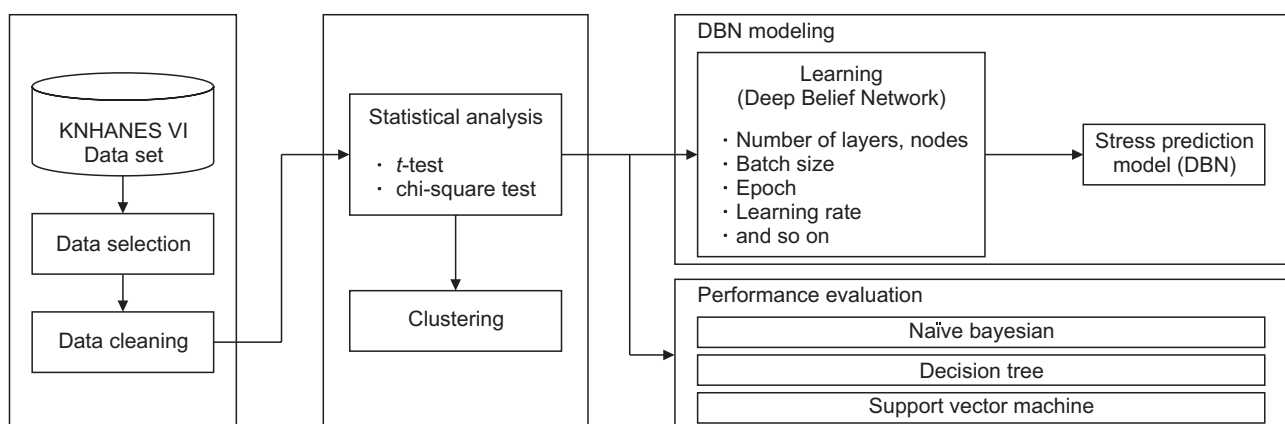 KNHANES VI
Data set
Data selection
Data cleaning
Statistical analysis
· t-test
· chi-square test
Clustering
DBN modeling
Learning
(Deep Belief Network)
· Number of layers, nodes
· Batch size
· Epoch
· Learning rate
· and so on
Stress prediction
model (DBN)
Performance evaluation
Naïve bayesian
Decision tree
Support vector machine